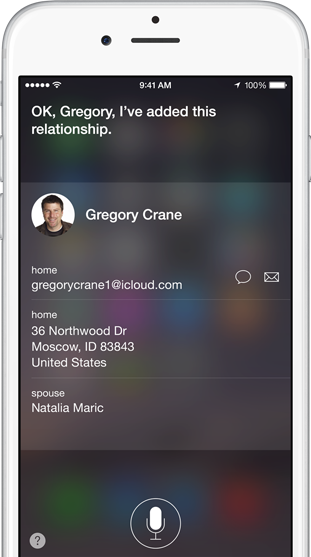 9:41 AM 100%
OK, Gregory, I've added this
relationship.
Gregory Crane
home
gregorycrane1@icloud.com
home
36 Northwood Dr
Moscow, ID 83843
United States
spouse
Natalia Maric
?